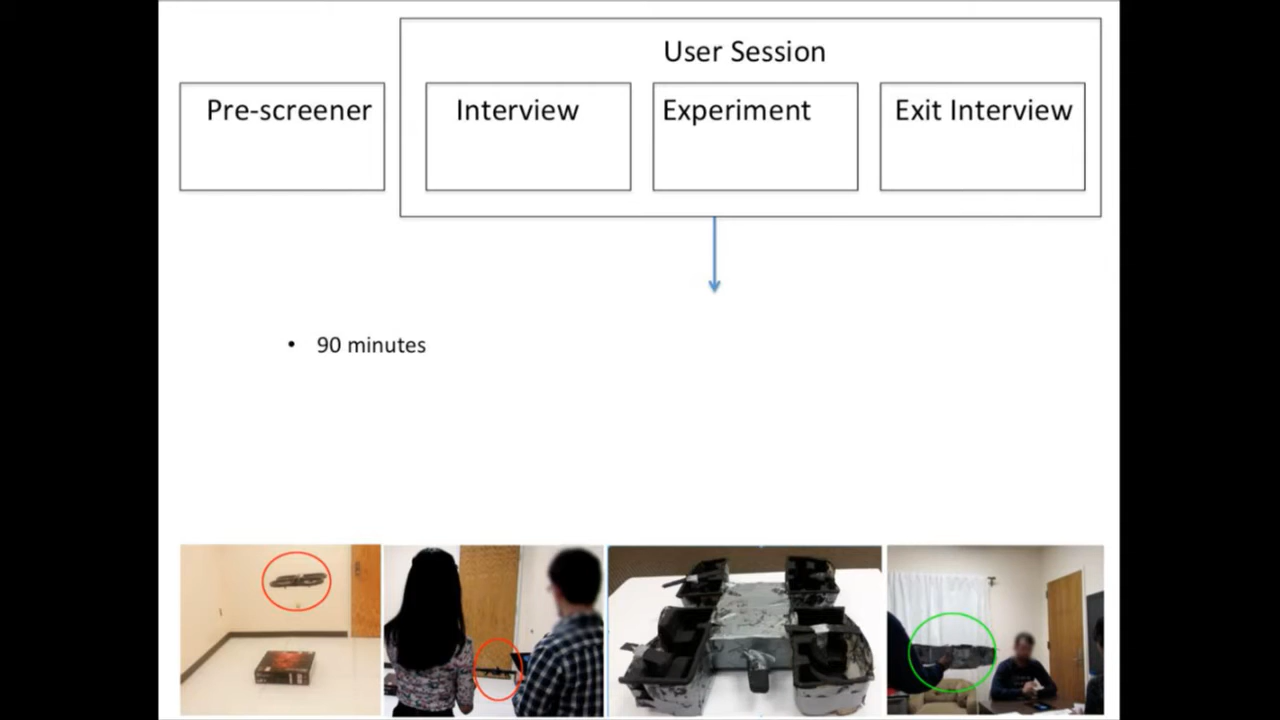 User Session
Pre-screener
Interview
Experiment
Exit Interview
• 90 minutes